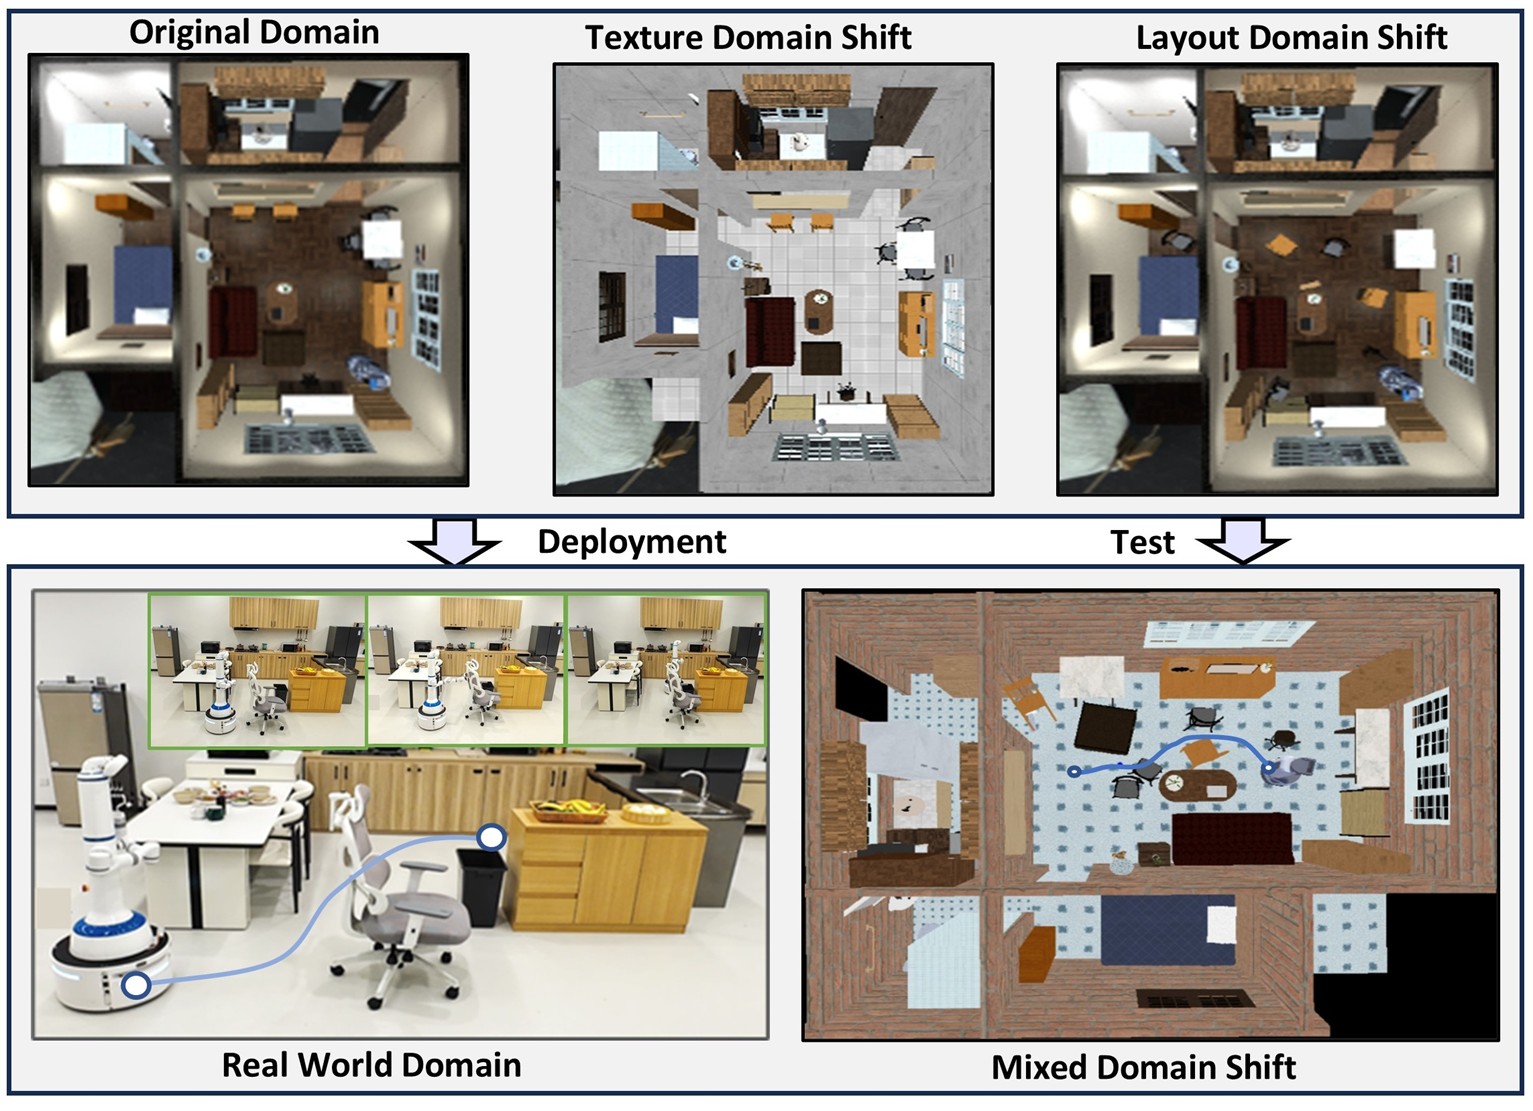 Original Domain
Texture Domain Shift
Layout Domain Shift
Deployment
Test
Real World Domain
Mixed Domain Shift